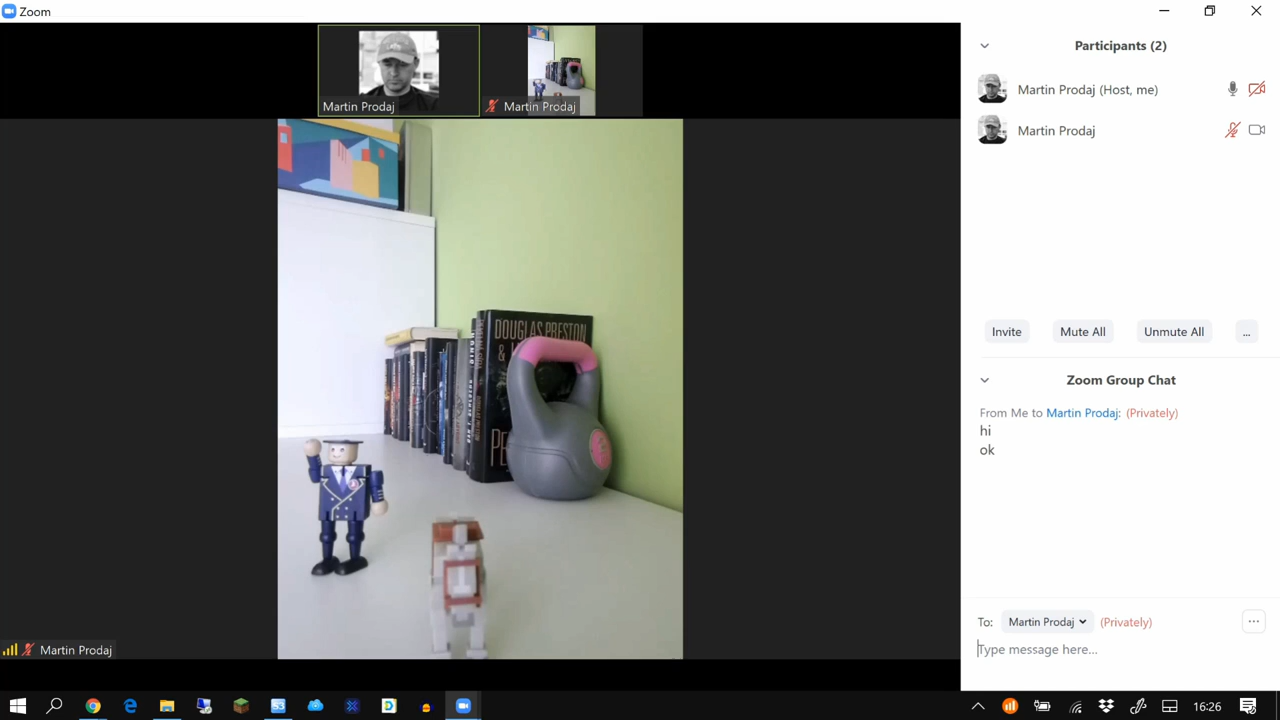 Zoom
Martin Prodaj
Martin Prodaj
DOUGLAS PRESTON
Martin Prodaj
Participants (2)
Martin Prodaj (Host, me)
Martin Prodaj
Invite
Mute All
Unmute All
...
Zoom Group Chat
From Me to Martin Prodaj: (Privately)
hi
ok
To: Martin Prodaj (Privately)
Type message here...
16:26